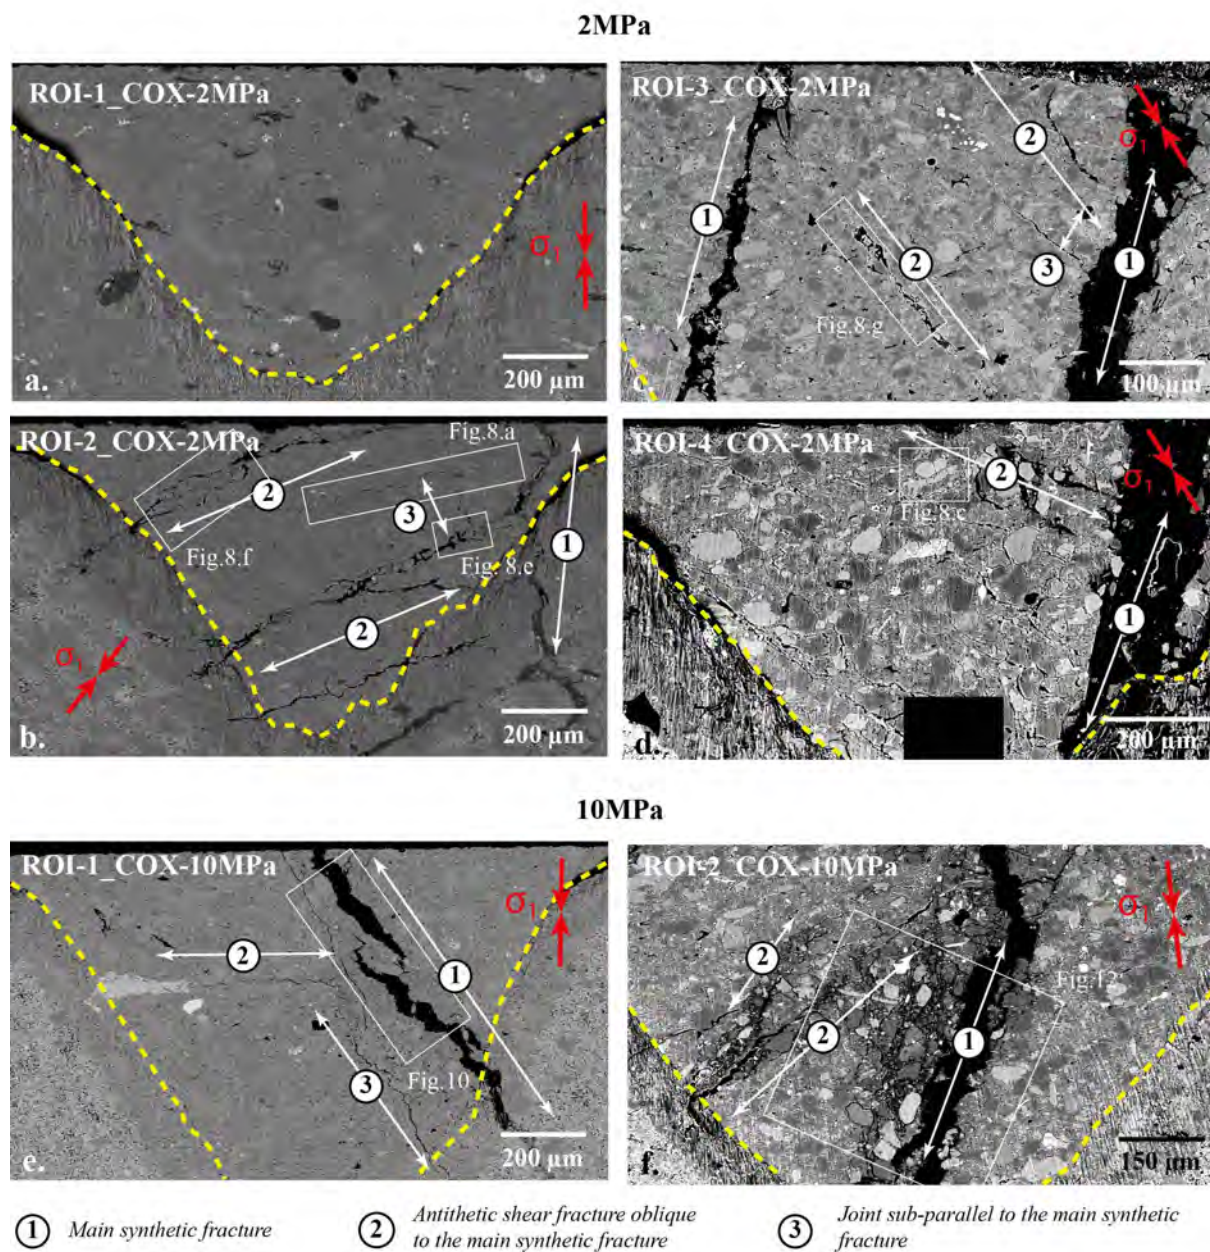 2MPa
ROI-1_COX-2MPa
σ1
a.
200 µm
ROI-3_COX-2MPa
2
σ1
1
2
3
1
Fig.8.g
c.
100 µm
ROI-2_COX-2MPa
Fig.8.a
2
3
1
Fig.8.f
Fig.8.e
2
σ1
b.
200 µm
ROI-4_COX-2MPa
2
σ1
Fig.8.c
1
d.
200 µm
10MPa
ROI-1_COX-10MPa
σ1
2
1
3
Fig.10
e.
200 µm
ROI-2_COX-10MPa
σ1
2
Fig.12
2
1
f.
150 µm
1 Main synthetic fracture
2 Antithetic shear fracture oblique
to the main synthetic fracture
3 Joint sub-parallel to the main synthetic
fracture